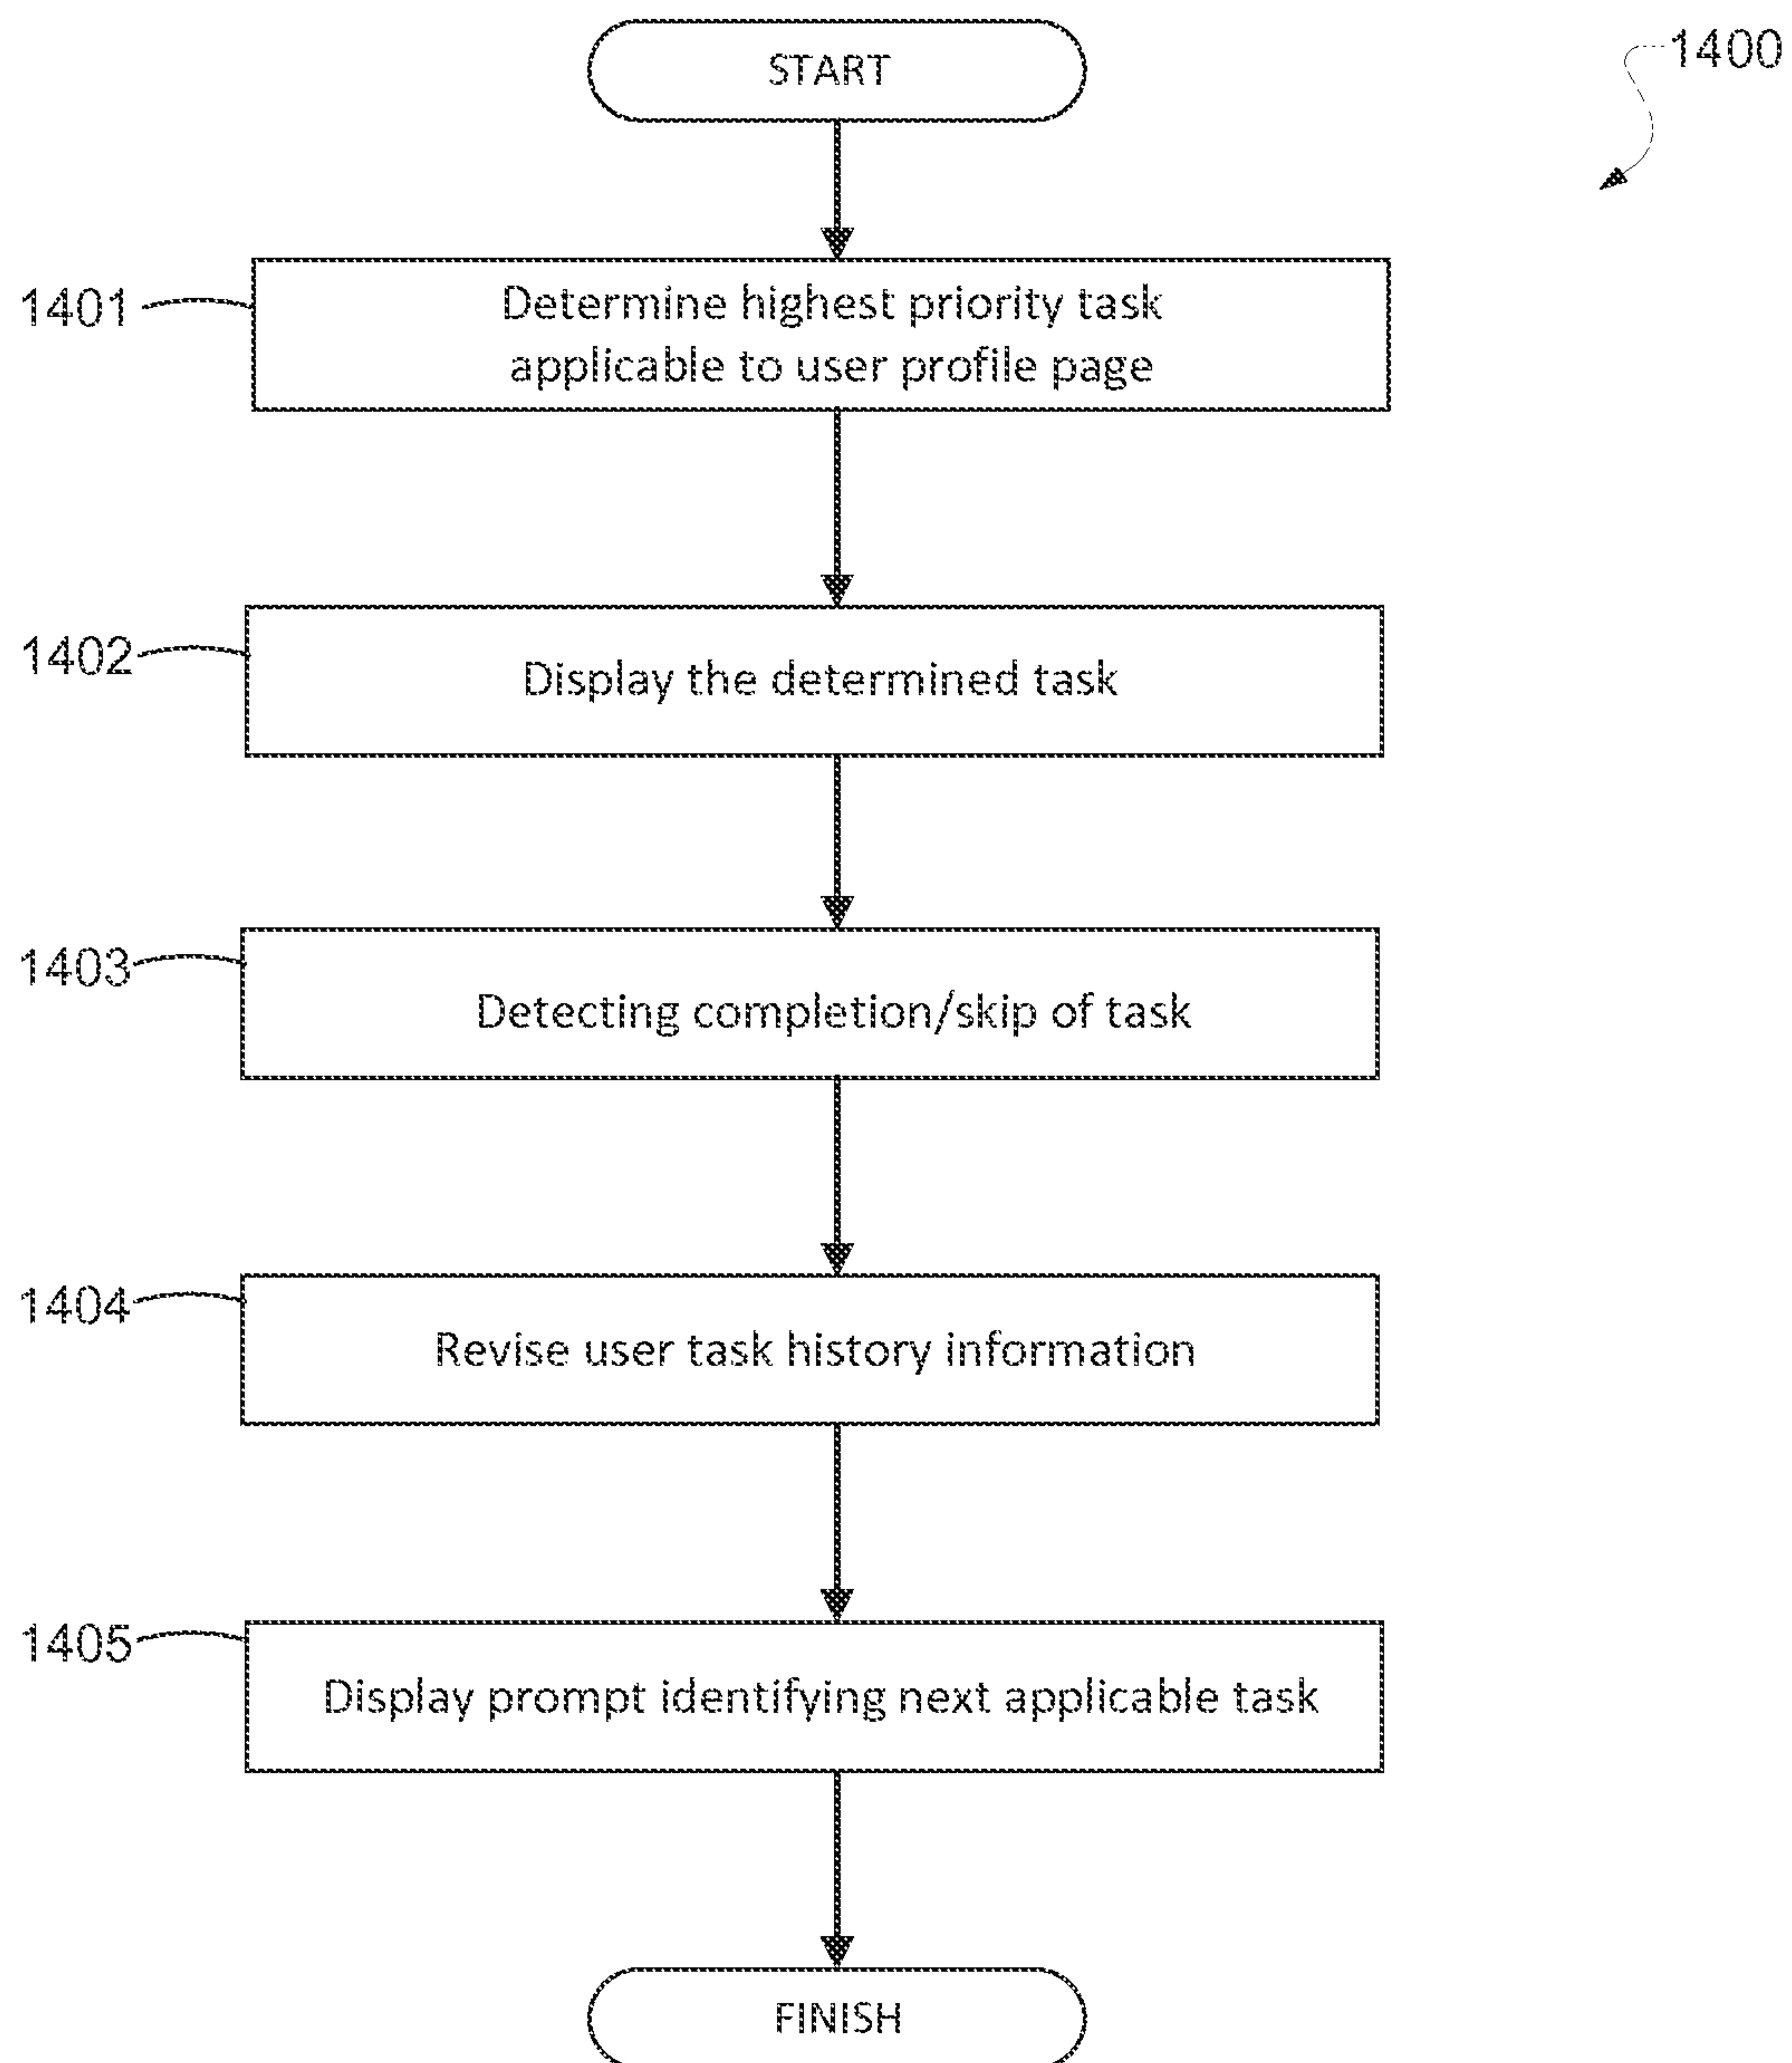 START
1400
1401
Determine highest priority task
applicable to user profile page
1402
Display the determined task
1403
Detecting completion/skip of task
1404
Revise user task history information
1405
Display prompt identifying next applicable task
FINISH